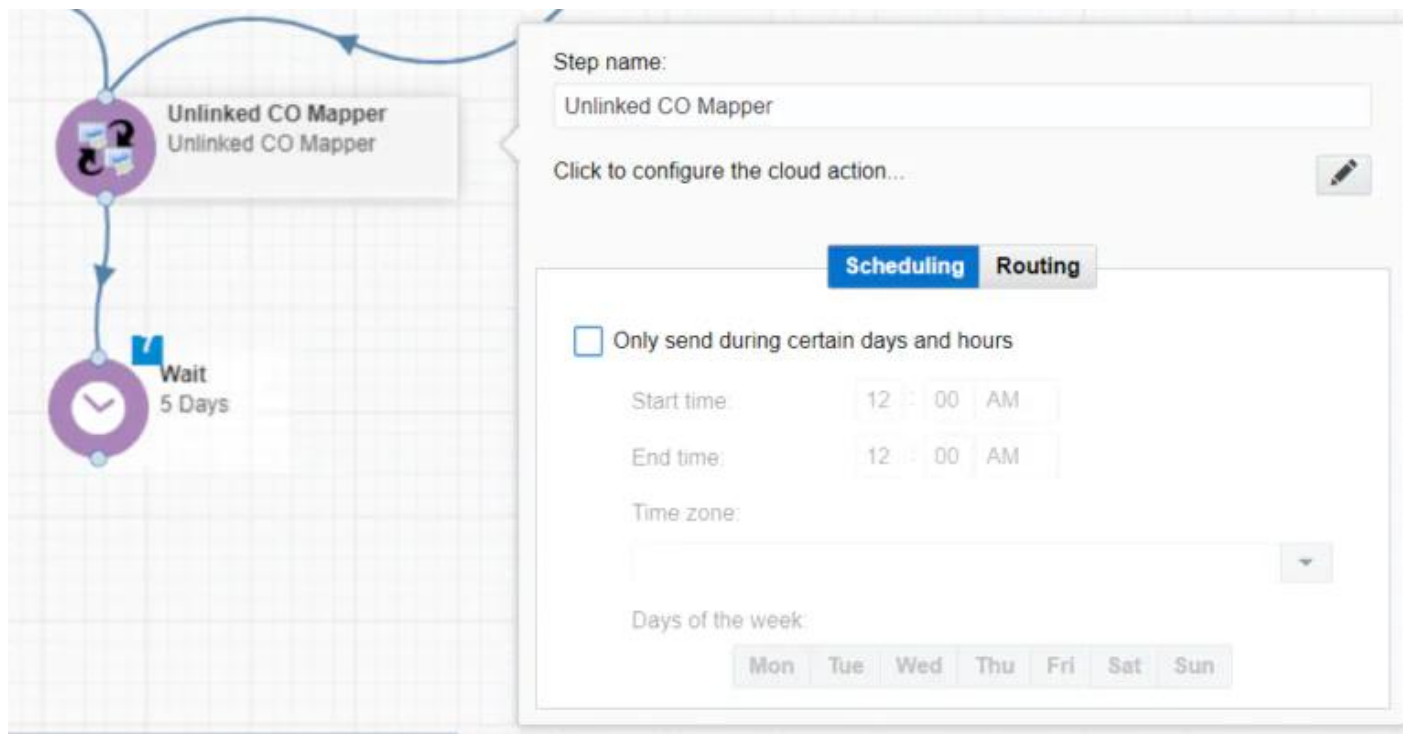 Unlinked CO Mapper
Unlinked CO Mapper
7
Wait
5 Days
Step name:
Unlinked CO Mapper
Click to configure the cloud action...
Scheduling Routing
Only send during certain days and hours
Start time: 12 : 00 AM
End time: 12 : 00 AM
Time zone:
Days of the week:
Mon Tue Wed Thu Fri Sat Sun